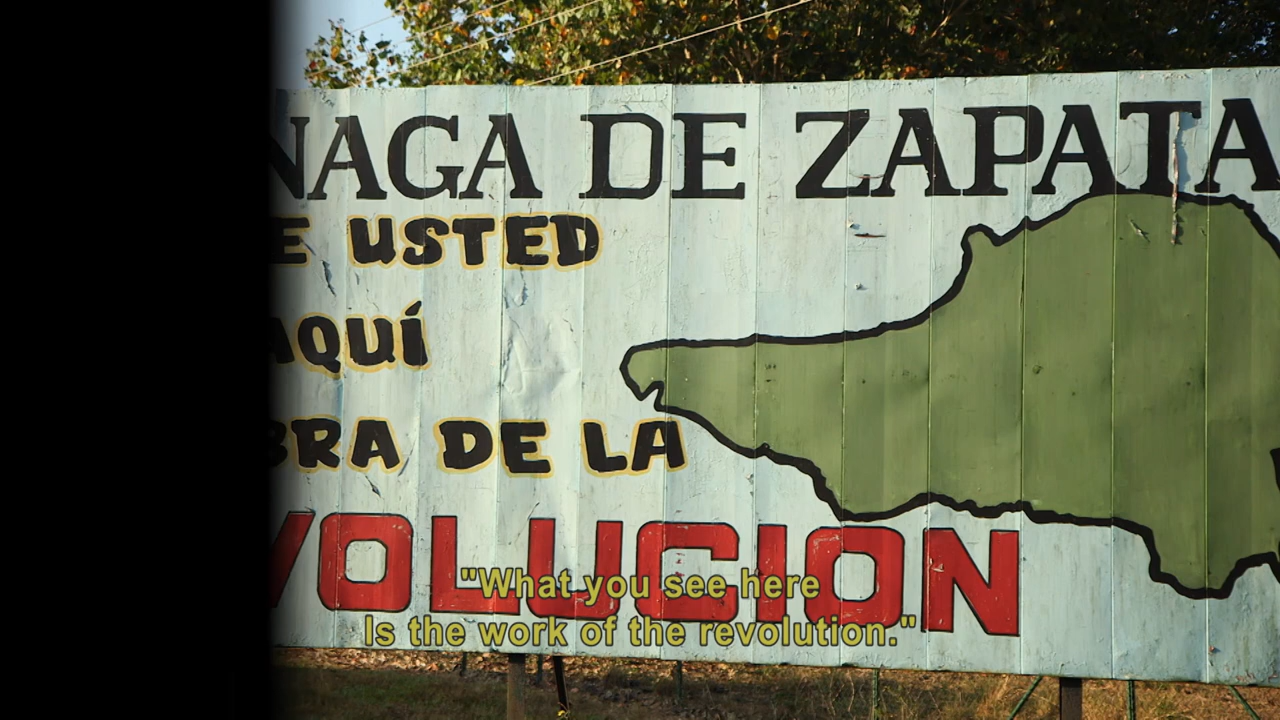 NAGA DE ZAPATA
E USTED
AQUÍ
BRA DE LA
VOLUCION
"What you see here
Is the work of the revolution."